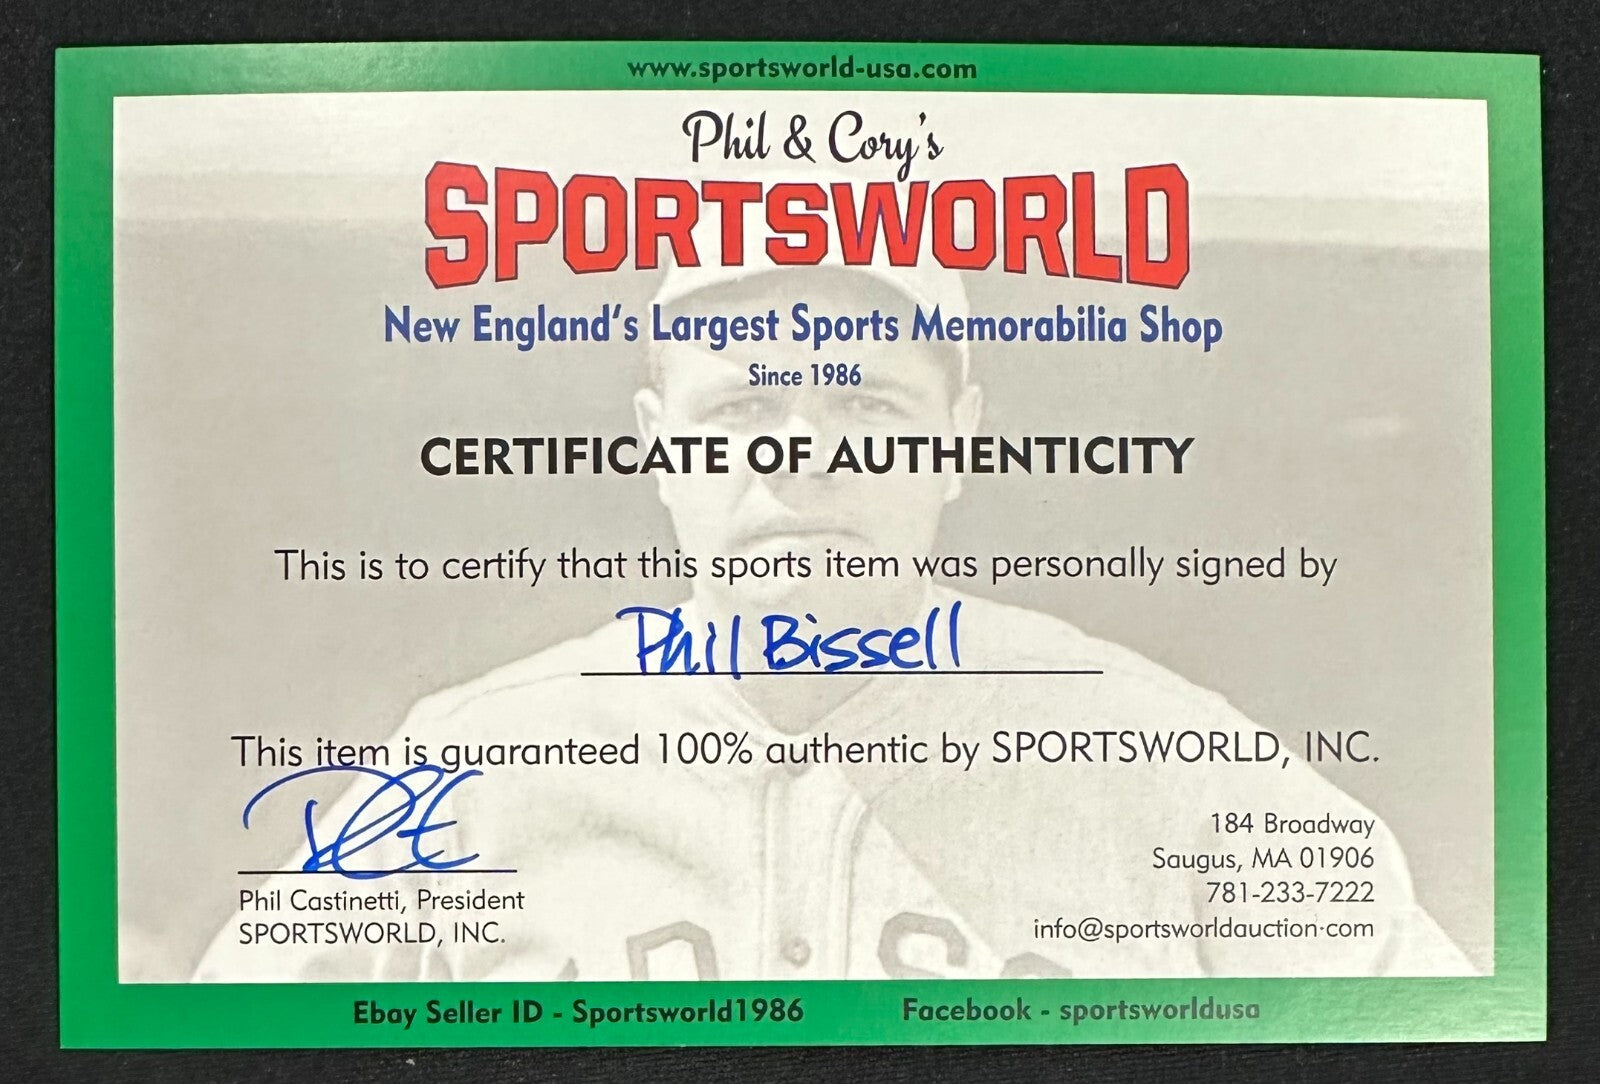 www.sportsworld-usa.com
Phil & Cory's
SPORTSWORLD
New England's Largest Sports Memorabilia Shop
Since 1986
CERTIFICATE OF AUTHENTICITY
This is to certify that this sports item was personally signed by
Phil Bissell
This item is guaranteed 100% authentic by SPORTSWORLD, INC.
Phil Castinetti, President
SPORTSWORLD, INC.
184 Broadway
Saugus, MA 01906
781-233-7222
info@sportsworldauction·com
Ebay Seller ID - Sportsworld1986
Facebook - sportsworldusa